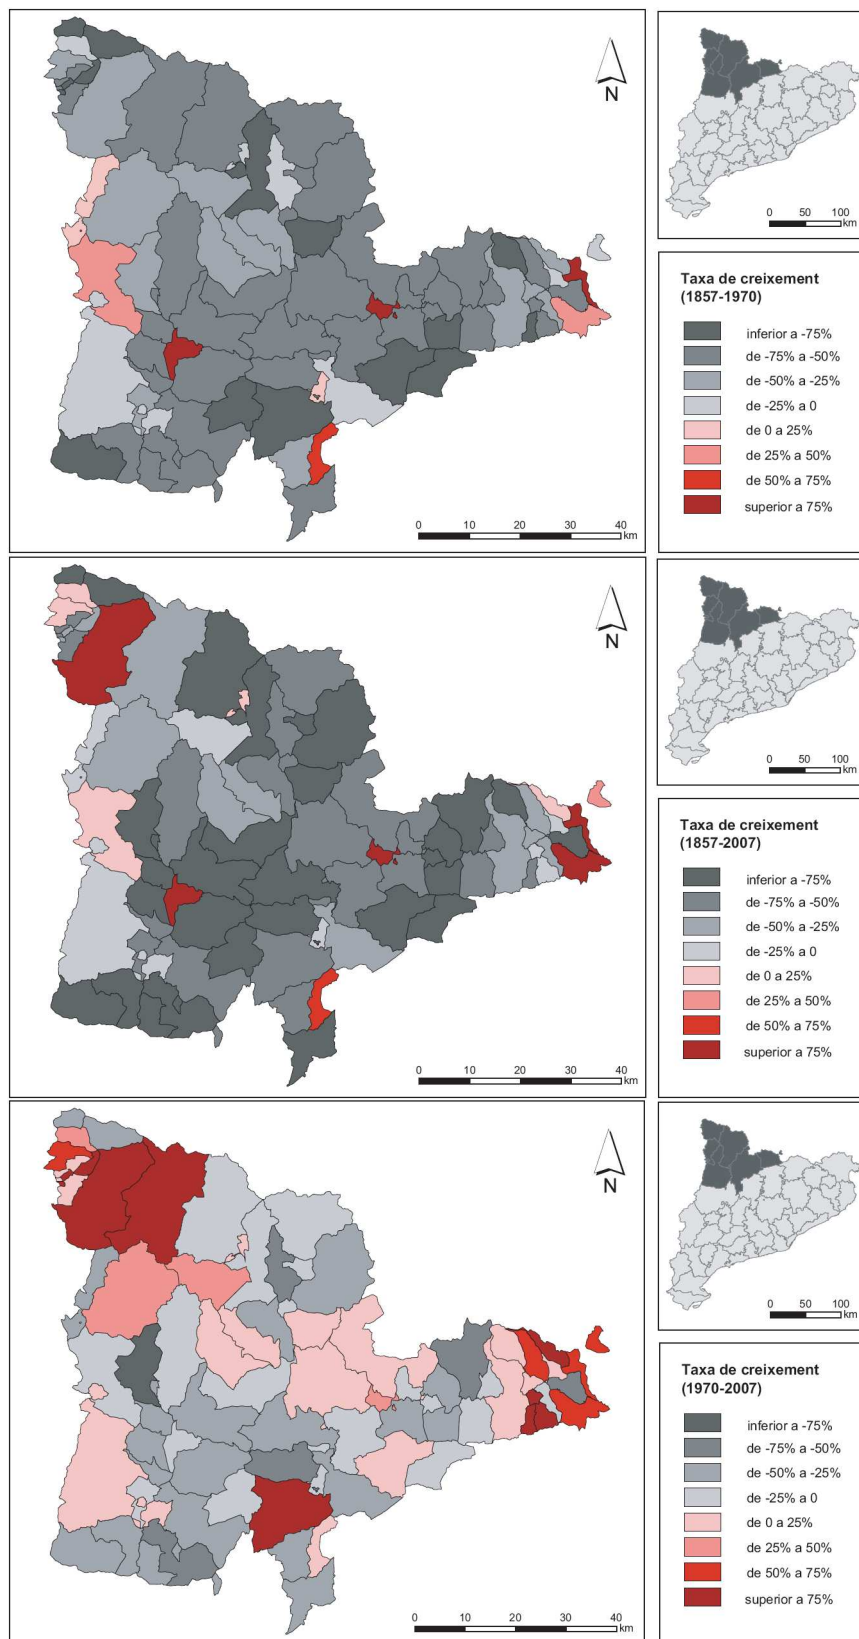 N
0 10 20 30 40
km
0 50 100
km
Taxa de creixement
(1857-1970)
inferior a -75%
de -75% a -50%
de -50% a -25%
de -25% a 0
de 0 a 25%
de 25% a 50%
de 50% a 75%
superior a 75%
N
0 10 20 30 40
km
0 50 100
km
Taxa de creixement
(1857-2007)
inferior a -75%
de -75% a -50%
de -50% a -25%
de -25% a 0
de 0 a 25%
de 25% a 50%
de 50% a 75%
superior a 75%
N
0 10 20 30 40
km
0 50 100
km
Taxa de creixement
(1970-2007)
inferior a -75%
de -75% a -50%
de -50% a -25%
de -25% a 0
de 0 a 25%
de 25% a 50%
de 50% a 75%
superior a 75%